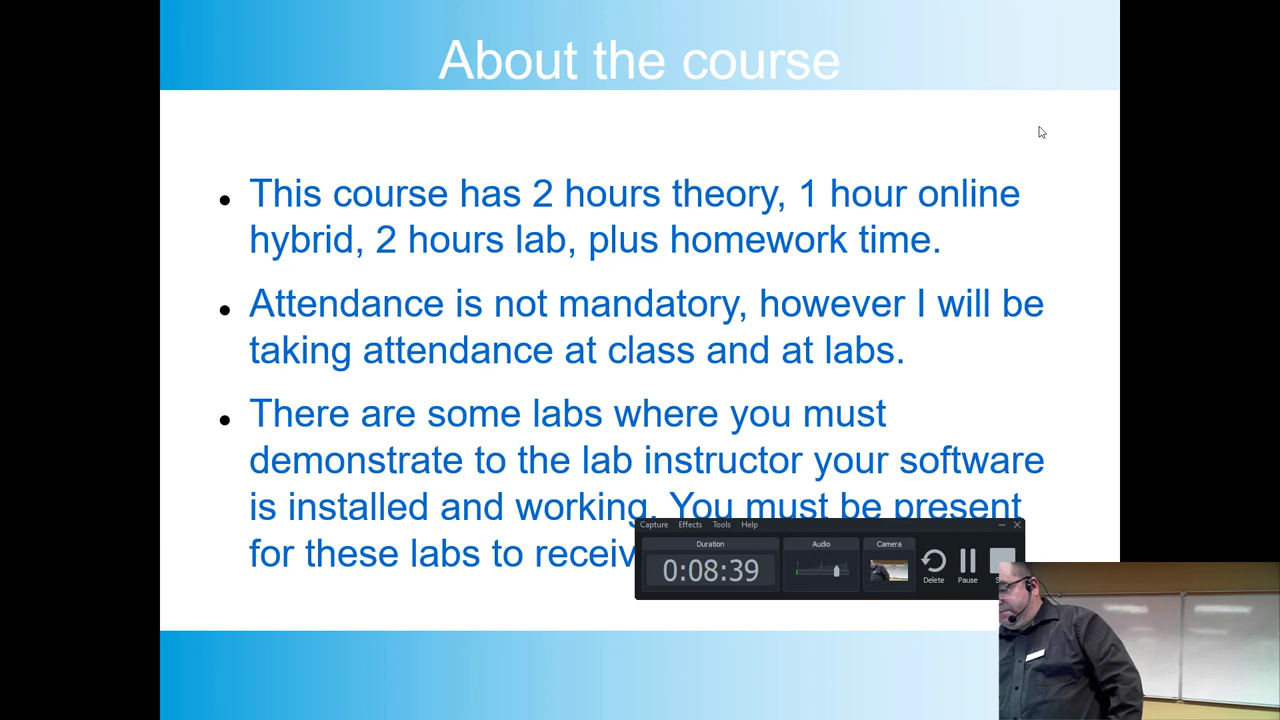 About the course
This course has 2 hours theory, 1 hour online
hybrid, 2 hours lab, plus homework time.
Attendance is not mandatory, however I will be
taking attendance at class and at labs.
There are some labs where you must
demonstrate to the lab instructor your software
is installed and working. You must be present
for these labs to
Capture Effects Tools Help
Duration Audio Camera
0:08:39
Delete Pause